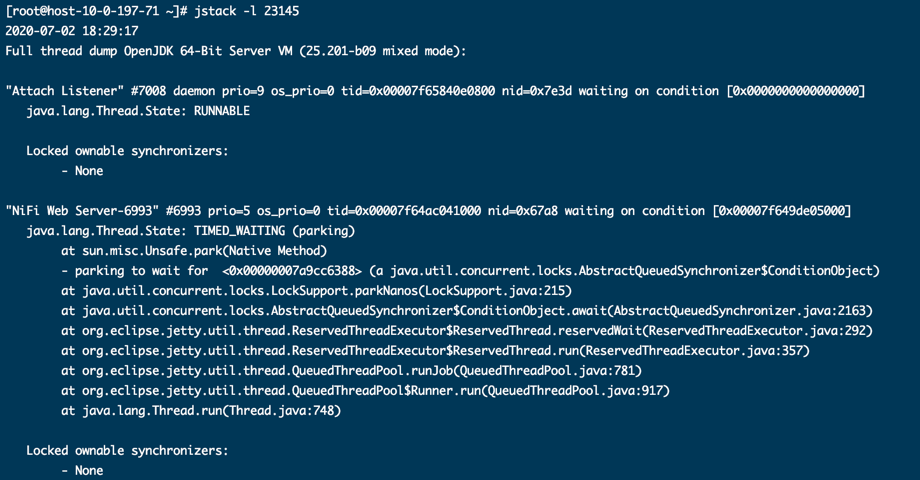 [root@host-10-0-197-71 ~]# jstack -l 23145
2020-07-02 18:29:17
Full thread dump OpenJDK 64-Bit Server VM (25.201-b09 mixed mode):

"Attach Listener" #7008 daemon prio=9 os_prio=0 tid=0x00007f65840e0800 nid=0x7e3d waiting on condition [0x0000000000000000]
   java.lang.Thread.State: RUNNABLE

   Locked ownable synchronizers:
        - None

"NiFi Web Server-6993" #6993 prio=5 os_prio=0 tid=0x00007f64ac041000 nid=0x67a8 waiting on condition [0x00007f649de05000]
   java.lang.Thread.State: TIMED_WAITING (parking)
        at sun.misc.Unsafe.park(Native Method)
        - parking to wait for  <0x00000007a9cc6388> (a java.util.concurrent.locks.AbstractQueuedSynchronizer$ConditionObject)
        at java.util.concurrent.locks.LockSupport.parkNanos(LockSupport.java:215)
        at java.util.concurrent.locks.AbstractQueuedSynchronizer$ConditionObject.await(AbstractQueuedSynchronizer.java:2163)
        at org.eclipse.jetty.util.thread.ReservedThreadExecutor$ReservedThread.reservedWait(ReservedThreadExecutor.java:292)
        at org.eclipse.jetty.util.thread.ReservedThreadExecutor$ReservedThread.run(ReservedThreadExecutor.java:357)
        at org.eclipse.jetty.util.thread.QueuedThreadPool.runJob(QueuedThreadPool.java:781)
        at org.eclipse.jetty.util.thread.QueuedThreadPool$Runner.run(QueuedThreadPool.java:917)
        at java.lang.Thread.run(Thread.java:748)

   Locked ownable synchronizers:
        - None